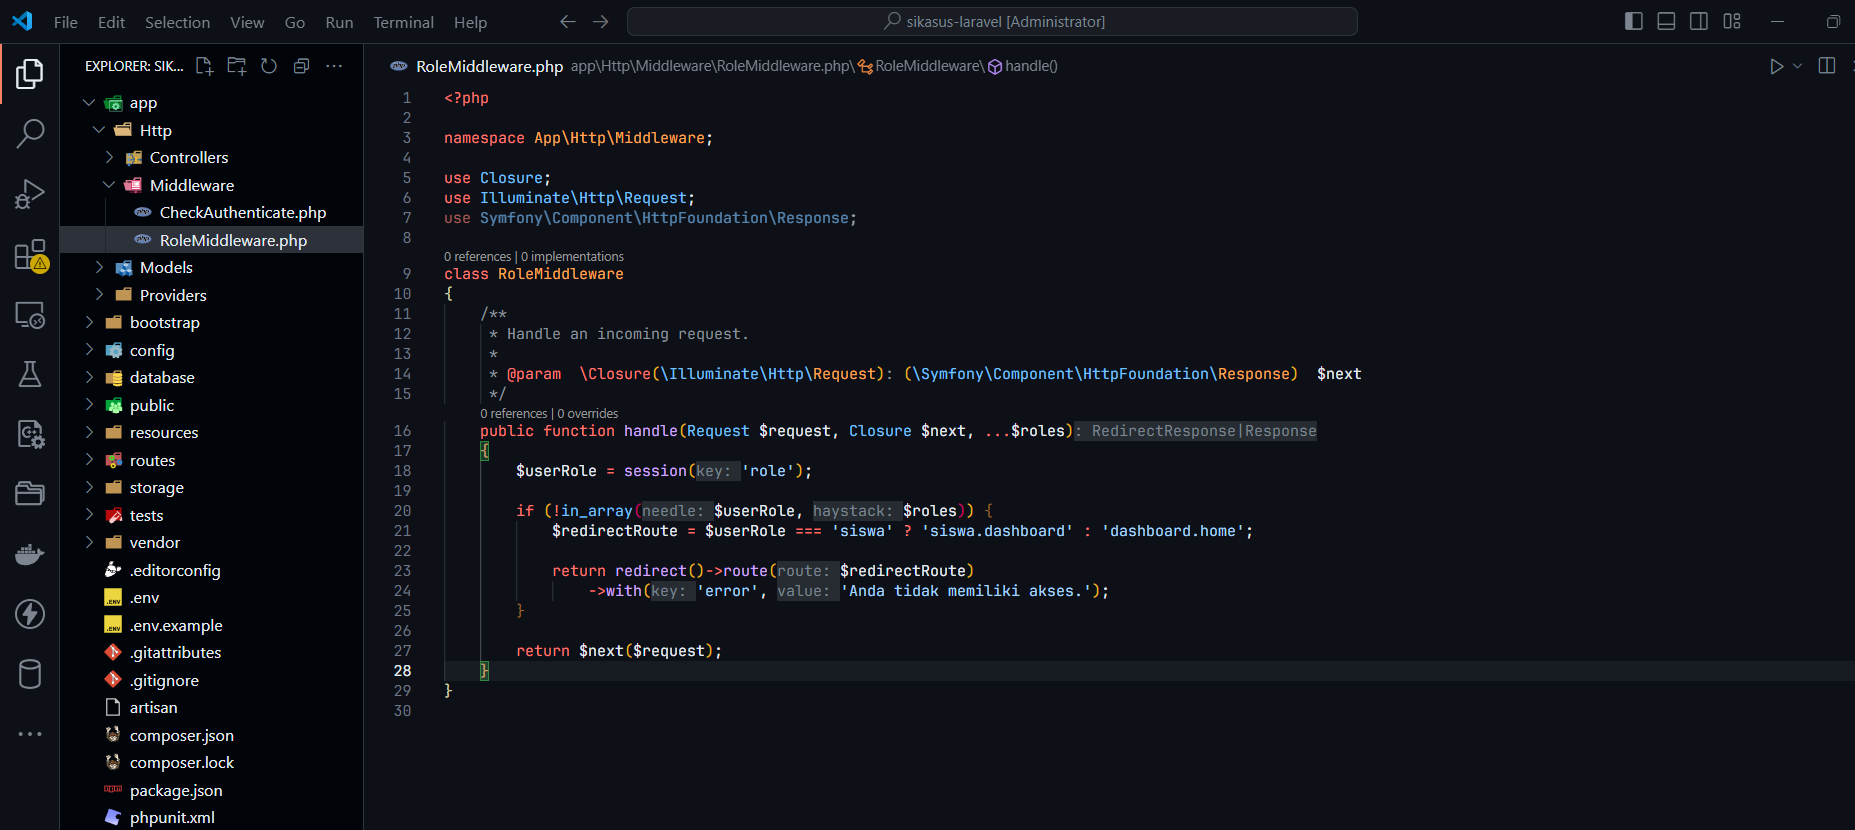 File Edit Selection View Go Run Terminal Help
sikasus-laravel [Administrator]
EXPLORER: SIK...
app
Http
Controllers
Middleware
CheckAuthenticate.php
RoleMiddleware.php
Models
Providers
bootstrap
config
database
public
resources
routes
storage
tests
vendor
.editorconfig
.env
.env.example
.gitattributes
.gitignore
artisan
composer.json
composer.lock
package.json
phpunit.xml
RoleMiddleware.php app\Http\Middleware\RoleMiddleware.php\RoleMiddleware\handle()
1 <?php
2
3 namespace App\Http\Middleware;
4
5 use Closure;
6 use Illuminate\Http\Request;
7 use Symfony\Component\HttpFoundation\Response;
8
0 references | 0 implementations
9 class RoleMiddleware
10 {
11 /**
12 * Handle an incoming request.
13 *
14 * @param  \Closure(\Illuminate\Http\Request): (\Symfony\Component\HttpFoundation\Response)  $next
15 */
0 references | 0 overrides
16 public function handle(Request $request, Closure $next, ...$roles): RedirectResponse|Response
17 {
18 $userRole = session(key: 'role');
19
20 if (!in_array(needle: $userRole, haystack: $roles)) {
21 $redirectRoute = $userRole === 'siswa' ? 'siswa.dashboard' : 'dashboard.home';
22
23 return redirect()->route(route: $redirectRoute)
24 ->with(key: 'error', value: 'Anda tidak memiliki akses.');
25 }
26
27 return $next($request);
28 }
29 }
30